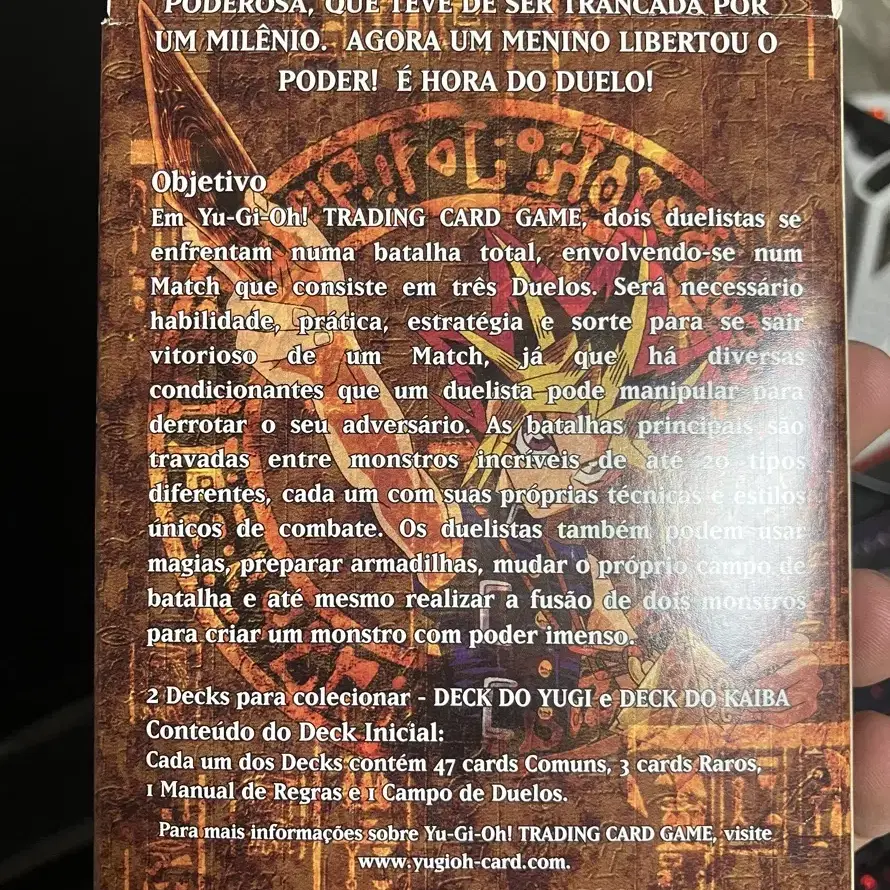 PODEROSA, QUE TEVE DE SER TRANCADA POR
UM MILÊNIO. AGORA UM MENINO LIBERTOU O
PODER! É HORA DO DUELO!
Objetivo
Em Yu-Gi-Oh! TRADING CARD GAME, dois duelistas se
enfrentam numa batalha total, envolvendo-se num
Match que consiste em três Duelos. Será necessário
habilidade, prática, estratégia e sorte para se sair
vitorioso de um Match, já que há diversas
condicionantes que um duelista pode manipular para
derrotar o seu adversário. As batalhas principais são
travadas entre monstros incríveis de até 20 tipos
diferentes, cada um com suas próprias técnicas e estilos
únicos de combate. Os duelistas também podem usar
magias, preparar armadilhas, mudar o próprio campo de
batalha e até mesmo realizar a fusão de dois monstros
para criar um monstro com poder imenso.
2 Decks para colecionar - DECK DO YUGI e DECK DO KAIBA
Conteúdo do Deck Inicial:
Cada um dos Decks contém 47 cards Comuns, 3 cards Raros,
1 Manual de Regras e 1 Campo de Duelos.
Para mais informações sobre Yu-Gi-Oh! TRADING CARD GAME, visite
www.yugioh-card.com.